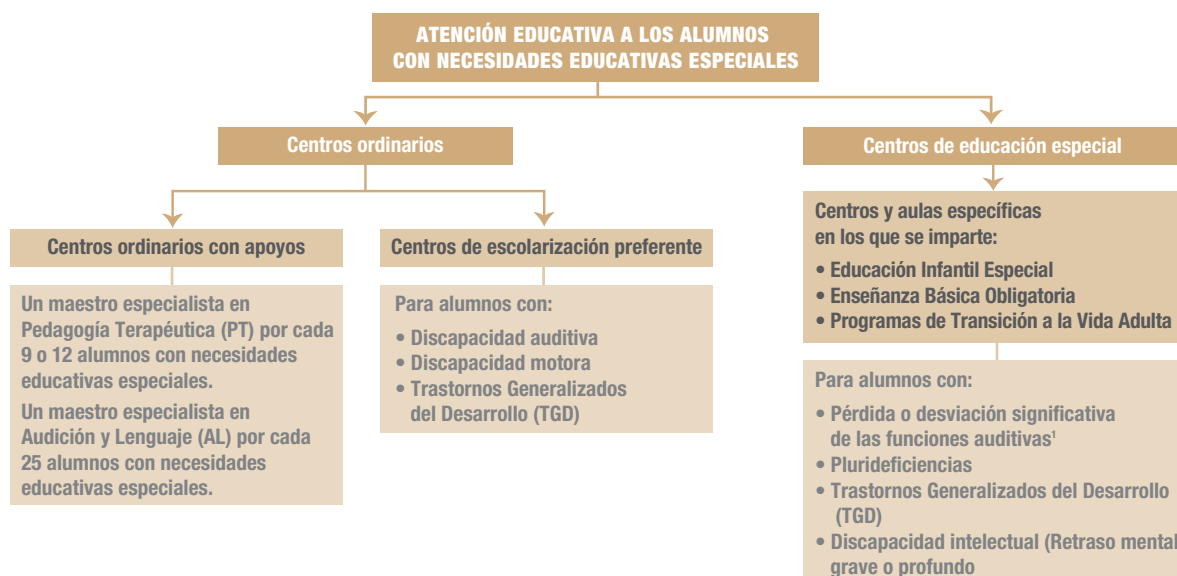 ATENCIÓN EDUCATIVA A LOS ALUMNOS
CON NECESIDADES EDUCATIVAS ESPECIALES
Centros ordinarios
Centros ordinarios con apoyos
Un maestro especialista en
Pedagogía Terapéutica (PT) por cada
9 o 12 alumnos con necesidades
educativas especiales.
Un maestro especialista en
Audición y Lenguaje (AL) por cada
25 alumnos con necesidades
educativas especiales.
Centros de escolarización preferente
Para alumnos con:
• Discapacidad auditiva
• Discapacidad motora
• Trastornos Generalizados
del Desarrollo (TGD)
Centros de educación especial
Centros y aulas específicas
en los que se imparte:
• Educación Infantil Especial
• Enseñanza Básica Obligatoria
• Programas de Transición a la Vida Adulta
Para alumnos con:
• Pérdida o desviación significativa
de las funciones auditivas¹
• Plurideficiencias
• Trastornos Generalizados del Desarrollo
(TGD)
• Discapacidad intelectual (Retraso mental
grave o profundo